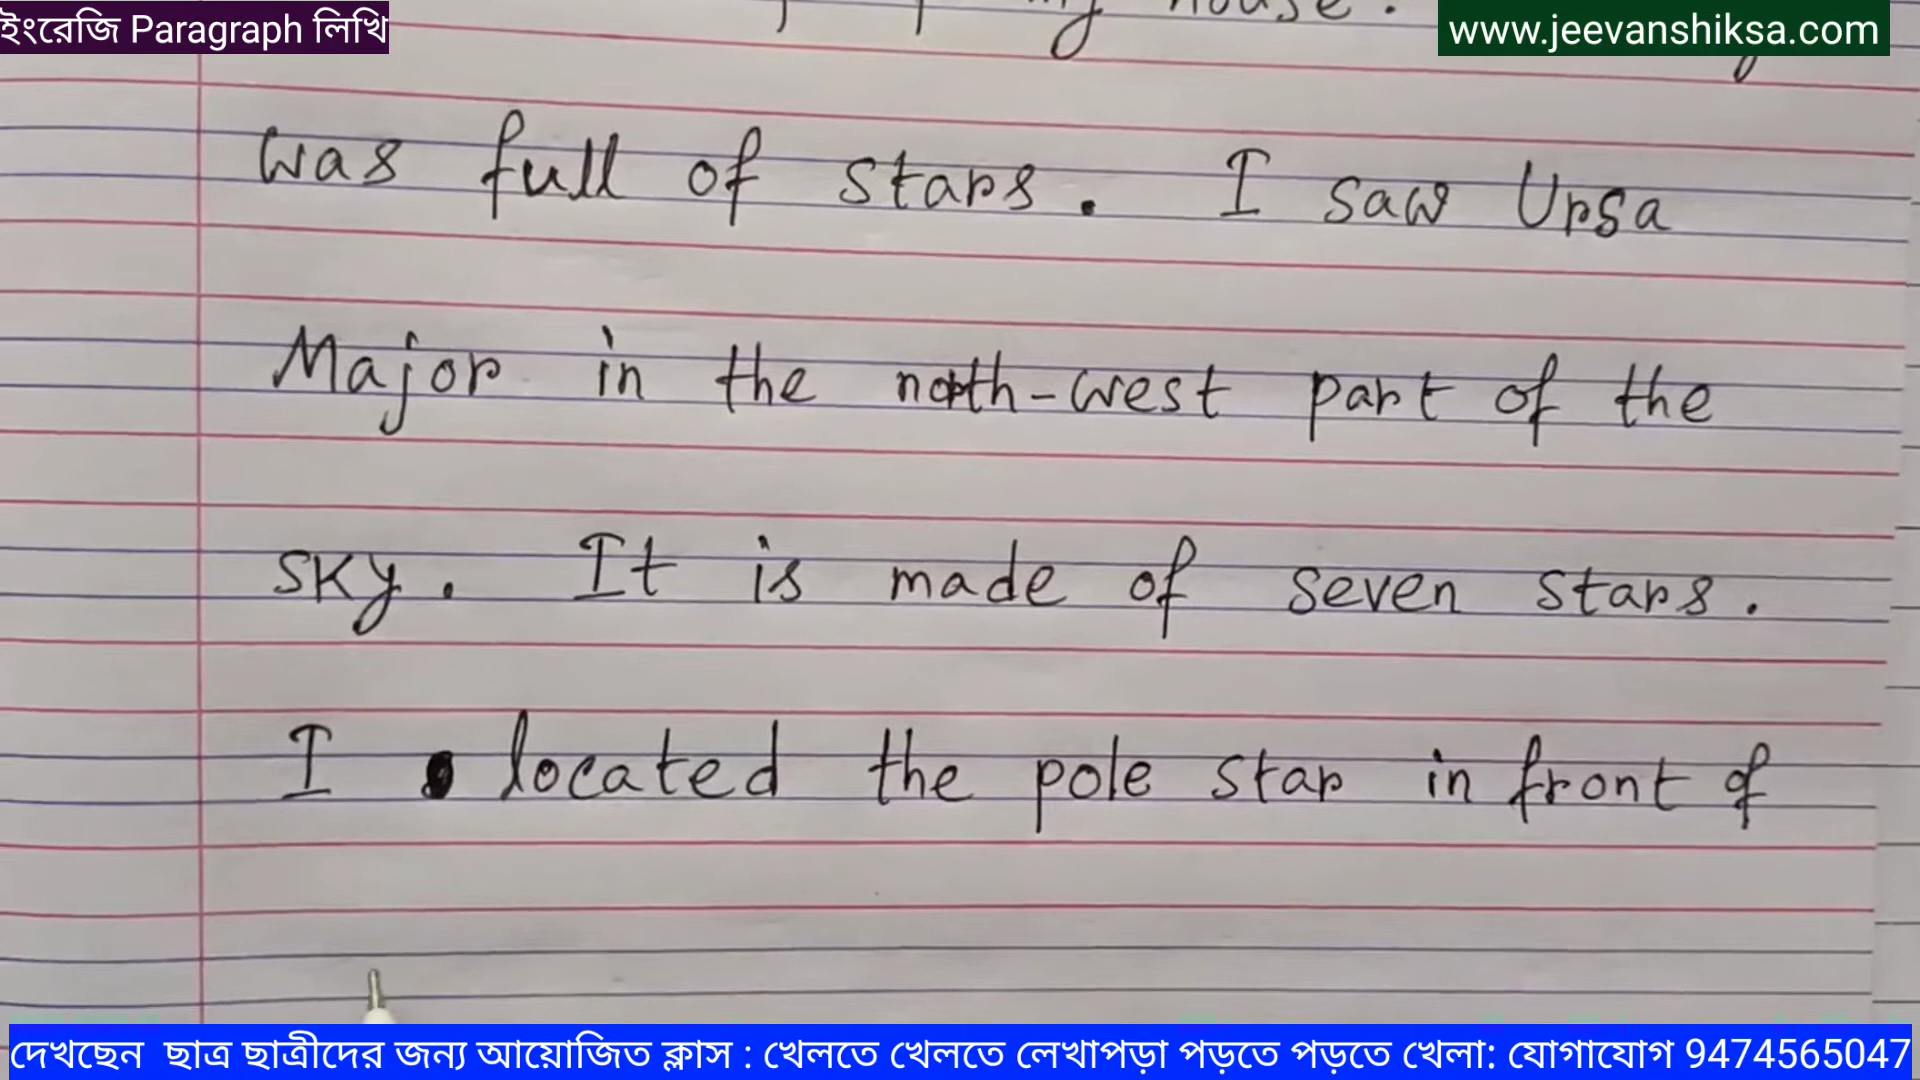 ইংরেজি Paragraph লিখি
www.jeevanshiksa.com
my house.
was full of stars. I saw Ursa
Major in the north-west part of the
sky. It is made of seven stars.
I located the pole star in front of
দেখছেন ছাত্র ছাত্রীদের জন্য আয়োজিত ক্লাস : খেলতে খেলতে লেখাপড়া পড়তে পড়তে খেলা: যোগাযোগ 9474565047